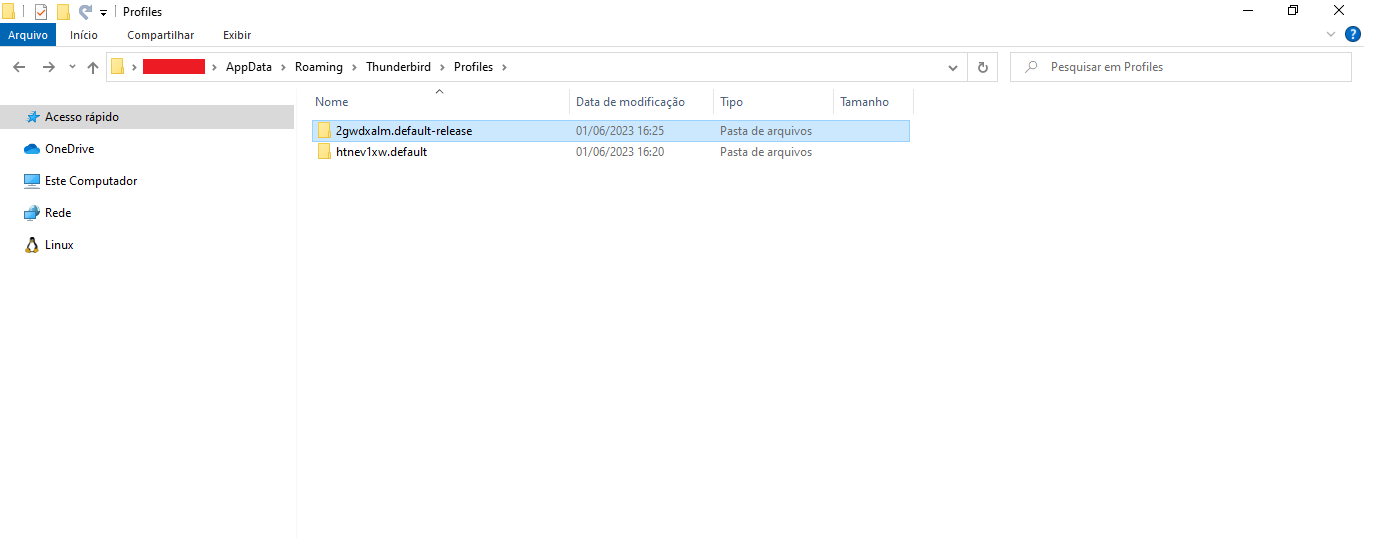 Profiles
Arquivo Início Compartilhar Exibir
AppData Roaming Thunderbird Profiles Pesquisar em Profiles
Nome Data de modificação Tipo Tamanho
Acesso rápido
OneDrive
Este Computador
Rede
Linux
2gwdxalm.default-release 01/06/2023 16:25 Pasta de arquivos
htnev1xw.default 01/06/2023 16:20 Pasta de arquivos